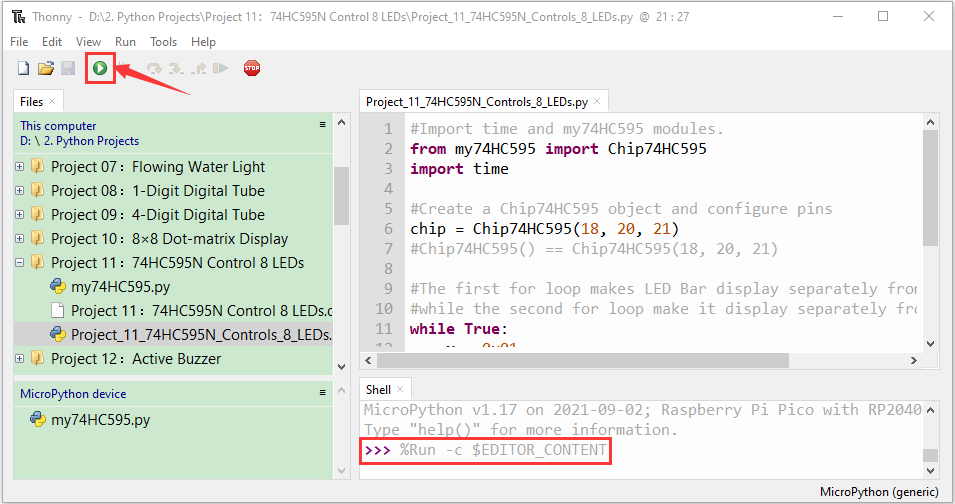 Thonny - D:\2. Python Projects\Project 11：74HC595N Control 8 LEDs\Project_11_74HC595N_Controls_8_LEDs.py @ 21 : 27
File Edit View Run Tools Help
STOP
Files
This computer
D: \ 2. Python Projects
Project 07：Flowing Water Light
Project 08：1-Digit Digital Tube
Project 09：4-Digit Digital Tube
Project 10：8×8 Dot-matrix Display
Project 11：74HC595N Control 8 LEDs
my74HC595.py
Project 11：74HC595N Control 8 LEDs.c
Project_11_74HC595N_Controls_8_LEDs.
Project 12：Active Buzzer
MicroPython device
my74HC595.py
Project_11_74HC595N_Controls_8_LEDs.py
1 #Import time and my74HC595 modules.
2 from my74HC595 import Chip74HC595
3 import time
4
5 #Create a Chip74HC595 object and configure pins
6 chip = Chip74HC595(18, 20, 21)
7 #Chip74HC595() == Chip74HC595(18, 20, 21)
8
9 #The first for loop makes LED Bar display separately from
10 #while the second for loop make it display separately fro
11 while True:
12
Shell
MicroPython v1.17 on 2021-09-02; Raspberry Pi Pico with RP2040
Type "help()" for more information.
>>> %Run -c $EDITOR_CONTENT
MicroPython (generic)